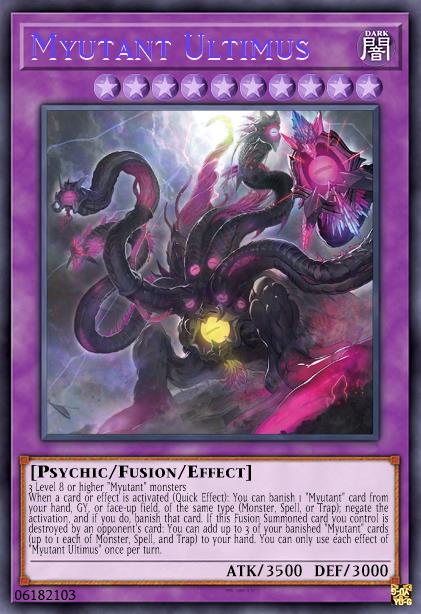 MYUTANT ULTIMUS
DARK
闇
[PSYCHIC/FUSION/EFFECT]
3 Level 8 or higher "Myutant" monsters
When a card or effect is activated (Quick Effect): You can banish 1 "Myutant" card from
your hand, GY, or face-up field, of the same type (Monster, Spell, or Trap); negate the
activation, and if you do, banish that card. If this Fusion Summoned card you control is
destroyed by an opponent's card: You can add up to 3 of your banished "Myutant" cards
(up to 1 each of Monster, Spell, and Trap) to your hand. You can only use each effect of
"Myutant Ultimus" once per turn.
ATK/3500 DEF/3000
06182103